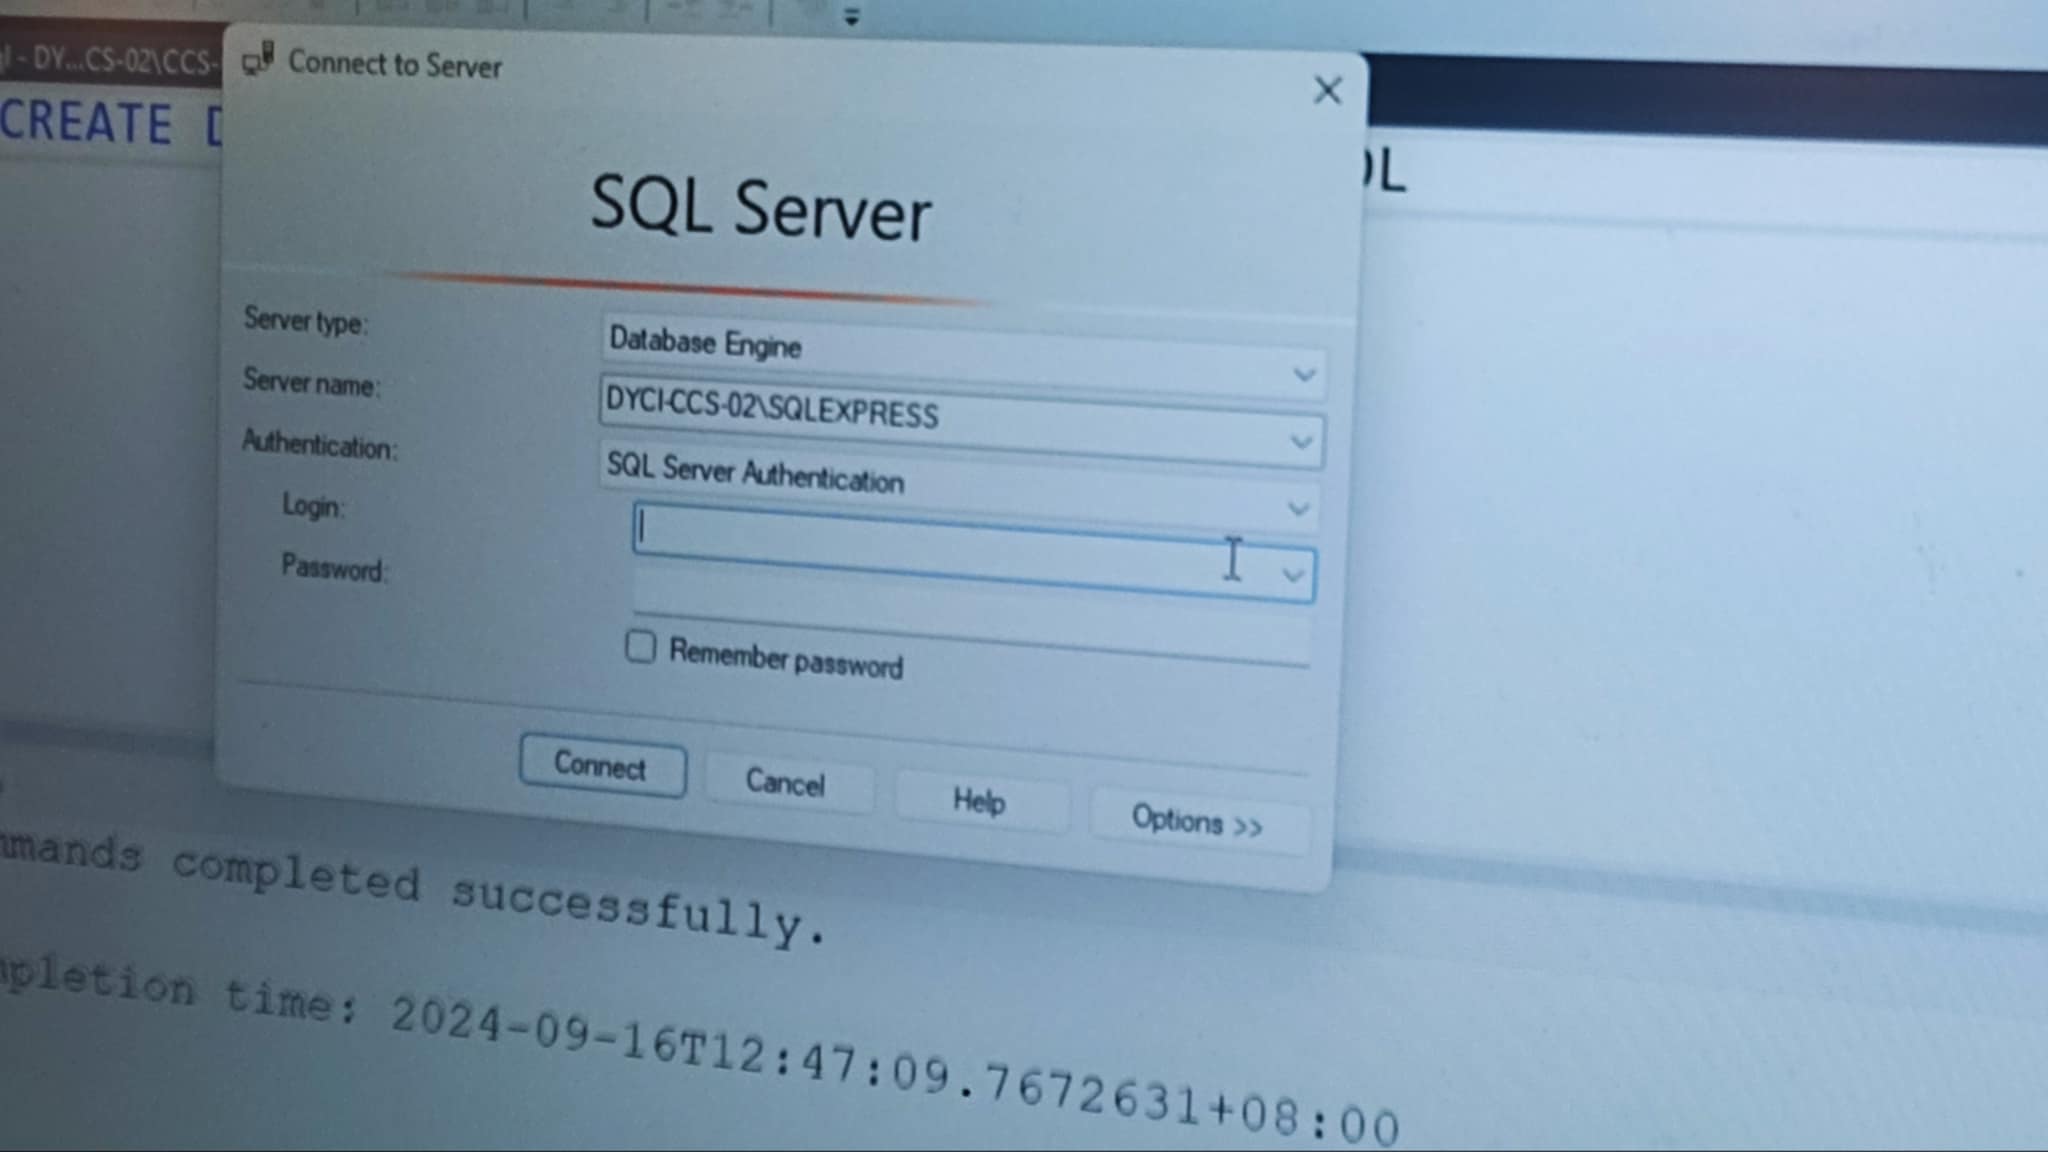 - DY...CS-02\CCS-
Connect to Server
CREATE
SQL Server
Server type:
Database Engine
Server name:
DYCI-CCS-02\SQLEXPRESS
Authentication:
SQL Server Authentication
Login:
Password:
Remember password
Connect Cancel Help Options >>
mmands completed successfully.
mpletion time: 2024-09-16T12:47:09.7672631+08:00